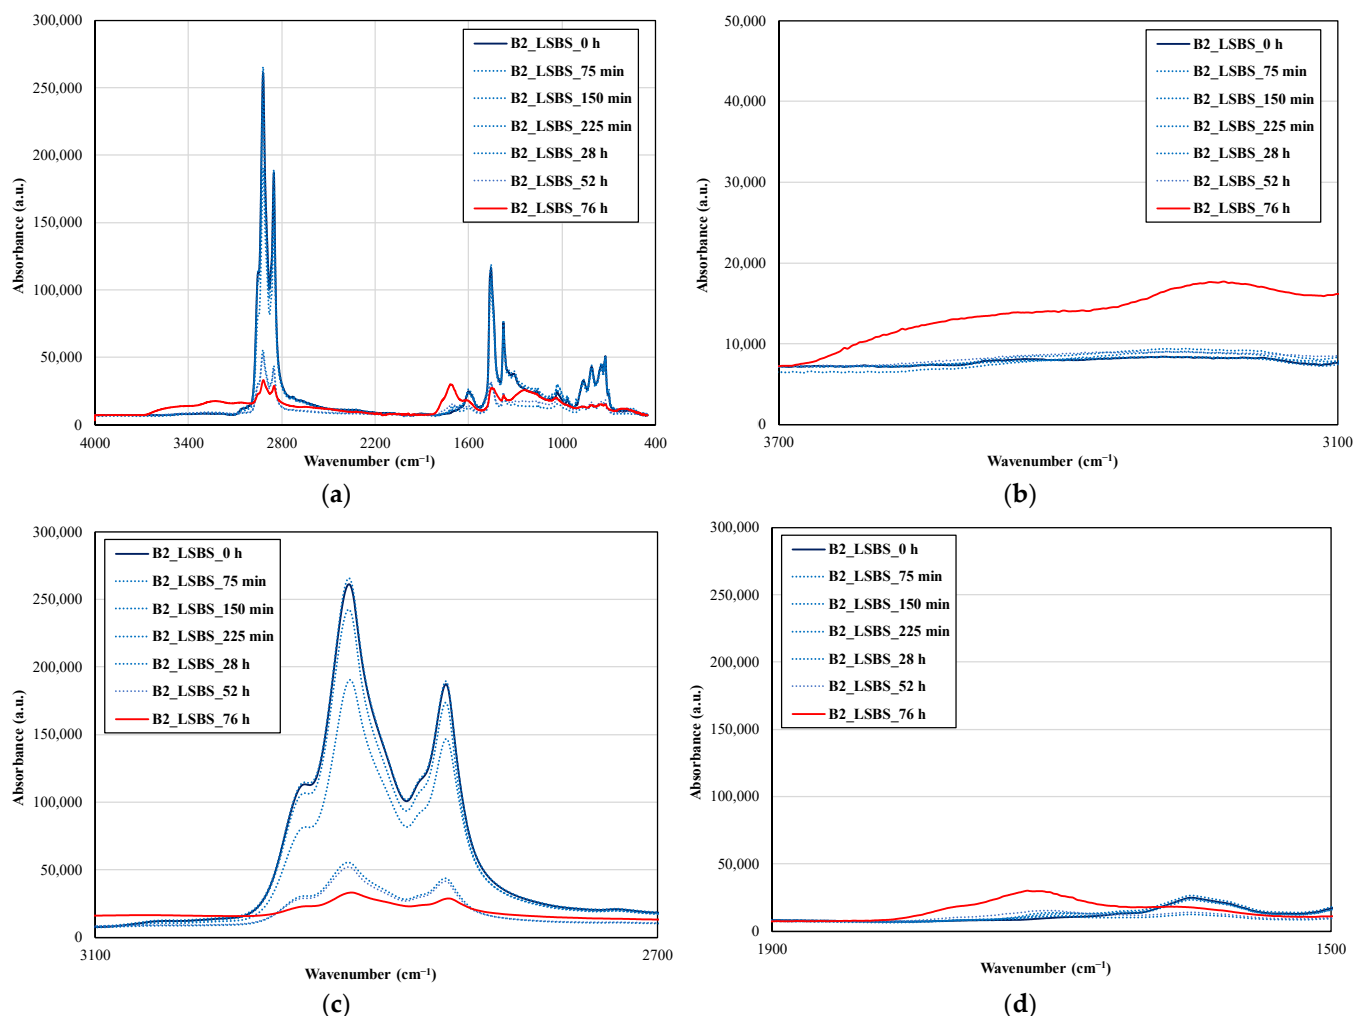 300,000
250,000
200,000
150,000
100,000
50,000
0
Absorbance (a.u.)
B2_LSBS_0 h
B2_LSBS_75 min
B2_LSBS_150 min
B2_LSBS_225 min
B2_LSBS_28 h
B2_LSBS_52 h
B2_LSBS_76 h
4000 3400 2800 2200 1600 1000 400
Wavenumber (cm⁻¹)
(a)
50,000
40,000
30,000
20,000
10,000
0
Absorbance (a.u.)
B2_LSBS_0 h
B2_LSBS_75 min
B2_LSBS_150 min
B2_LSBS_225 min
B2_LSBS_28 h
B2_LSBS_52 h
B2_LSBS_76 h
3700 3100
Wavenumber (cm⁻¹)
(b)
300,000
250,000
200,000
150,000
100,000
50,000
0
Absorbance (a.u.)
B2_LSBS_0 h
B2_LSBS_75 min
B2_LSBS_150 min
B2_LSBS_225 min
B2_LSBS_28 h
B2_LSBS_52 h
B2_LSBS_76 h
3100 2700
Wavenumber (cm⁻¹)
(c)
300,000
250,000
200,000
150,000
100,000
50,000
0
Absorbance (a.u.)
B2_LSBS_0 h
B2_LSBS_75 min
B2_LSBS_150 min
B2_LSBS_225 min
B2_LSBS_28 h
B2_LSBS_52 h
B2_LSBS_76 h
1900 1500
Wavenumber (cm⁻¹)
(d)